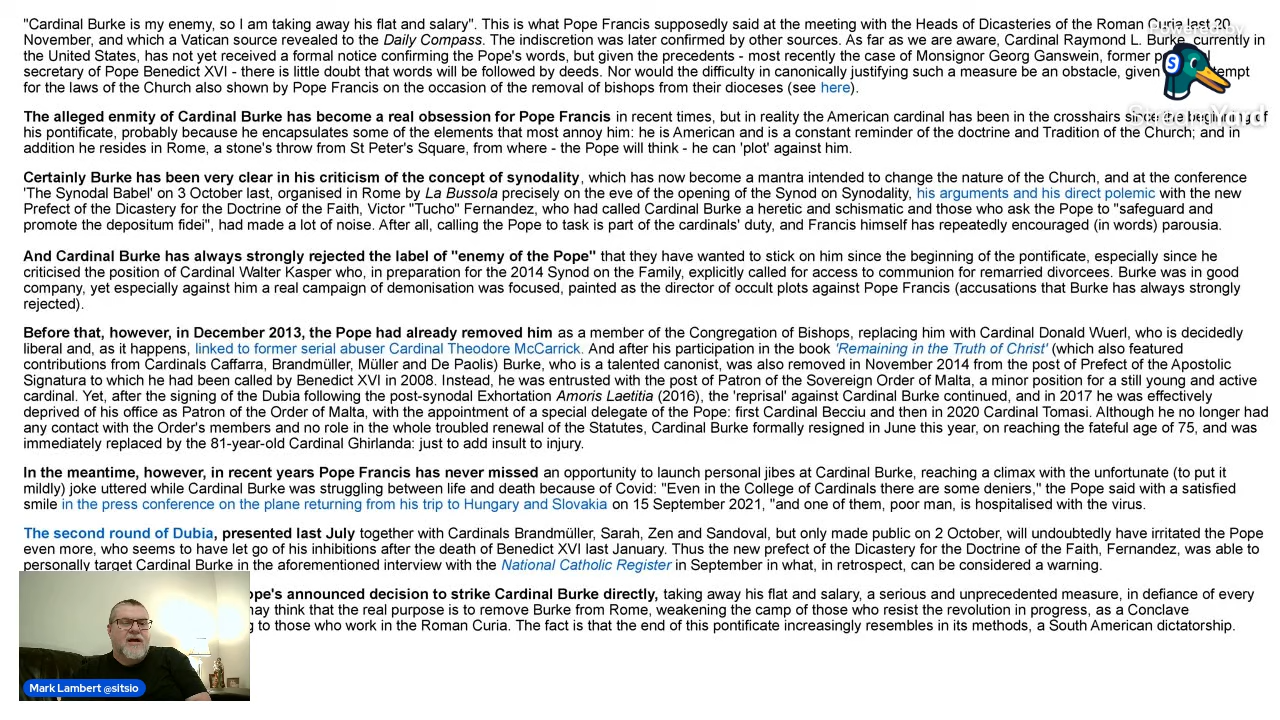 "Cardinal Burke is my enemy, so I am taking away his flat and salary". This is what Pope Francis supposedly said at the meeting with the Heads of Dicasteries of the Roman Curia last 20
November, and which a Vatican source revealed to the Daily Compass. The indiscretion was later confirmed by other sources. As far as we are aware, Cardinal Raymond L. Burke, currently in
the United States, has not yet received a formal notice confirming the Pope's words, but given the precedents - most recently the case of Monsignor Georg Ganswein, former
secretary of Pope Benedict XVI - there is little doubt that words will be followed by deeds. Nor would the difficulty in canonically justifying such a measure be an obstacle, given
for the laws of the Church also shown by Pope Francis on the occasion of the removal of bishops from their dioceses (see here).
The alleged enmity of Cardinal Burke has become a real obsession for Pope Francis in recent times, but in reality the American cardinal has been in the crosshairs since the beginning of
his pontificate, probably because he encapsulates some of the elements that most annoy him: he is American and is a constant reminder of the doctrine and Tradition of the Church; and in
addition he resides in Rome, a stone's throw from St Peter's Square, from where - the Pope will think - he can 'plot' against him.
Certainly Burke has been very clear in his criticism of the concept of synodality, which has now become a mantra intended to change the nature of the Church, and at the conference
'The Synodal Babel' on 3 October last, organised in Rome by La Bussola precisely on the eve of the opening of the Synod on Synodality, his arguments and his direct polemic with the new
Prefect of the Dicastery for the Doctrine of the Faith, Victor "Tucho" Fernandez, who had called Cardinal Burke a heretic and schismatic and those who ask the Pope to "safeguard and
promote the depositum fidei", had made a lot of noise. After all, calling the Pope to task is part of the cardinals' duty, and Francis himself has repeatedly encouraged (in words) parousia.
And Cardinal Burke has always strongly rejected the label of "enemy of the Pope" that they have wanted to stick on him since the beginning of the pontificate, especially since he
criticised the position of Cardinal Walter Kasper who, in preparation for the 2014 Synod on the Family, explicitly called for access to communion for remarried divorcees. Burke was in good
company, yet especially against him a real campaign of demonisation was focused, painted as the director of occult plots against Pope Francis (accusations that Burke has always strongly
rejected).
Before that, however, in December 2013, the Pope had already removed him as a member of the Congregation of Bishops, replacing him with Cardinal Donald Wuerl, who is decidedly
liberal and, as it happens, linked to former serial abuser Cardinal Theodore McCarrick. And after his participation in the book 'Remaining in the Truth of Christ' (which also featured
contributions from Cardinals Caffarra, Brandmüller, Müller and De Paolis) Burke, who is a talented canonist, was also removed in November 2014 from the post of Prefect of the Apostolic
Signatura to which he had been called by Benedict XVI in 2008. Instead, he was entrusted with the post of Patron of the Sovereign Order of Malta, a minor position for a still young and active
cardinal. Yet, after the signing of the Dubia following the post-synodal Exhortation Amoris Laetitia (2016), the 'reprisal' against Cardinal Burke continued, and in 2017 he was effectively
deprived of his office as Patron of the Order of Malta, with the appointment of a special delegate of the Pope: first Cardinal Becciu and then in 2020 Cardinal Tomasi. Although he no longer had
any contact with the Order's members and no role in the whole troubled renewal of the Statutes, Cardinal Burke formally resigned in June this year, on reaching the fateful age of 75, and was
immediately replaced by the 81-year-old Cardinal Ghirlanda: just to add insult to injury.
In the meantime, however, in recent years Pope Francis has never missed an opportunity to launch personal jibes at Cardinal Burke, reaching a climax with the unfortunate (to put it
mildly) joke uttered while Cardinal Burke was struggling between life and death because of Covid: "Even in the College of Cardinals there are some deniers," the Pope said with a satisfied
smile in the press conference on the plane returning from his trip to Hungary and Slovakia on 15 September 2021, "and one of them, poor man, is hospitalised with the virus.
The second round of Dubia, presented last July together with Cardinals Brandmüller, Sarah, Zen and Sandoval, but only made public on 2 October, will undoubtedly have irritated the Pope
even more, who seems to have let go of his inhibitions after the death of Benedict XVI last January. Thus the new prefect of the Dicastery for the Doctrine of the Faith, Fernandez, was able to
personally target Cardinal Burke in the aforementioned interview with the National Catholic Register in September in what, in retrospect, can be considered a warning.
announced decision to strike Cardinal Burke directly, taking away his flat and salary, a serious and unprecedented measure, in defiance of every
may think that the real purpose is to remove Burke from Rome, weakening the camp of those who resist the revolution in progress, as a Conclave
to those who work in the Roman Curia. The fact is that the end of this pontificate increasingly resembles in its methods, a South American dictatorship.
Powered by
StreamYard
Mark Lambert @sitsio